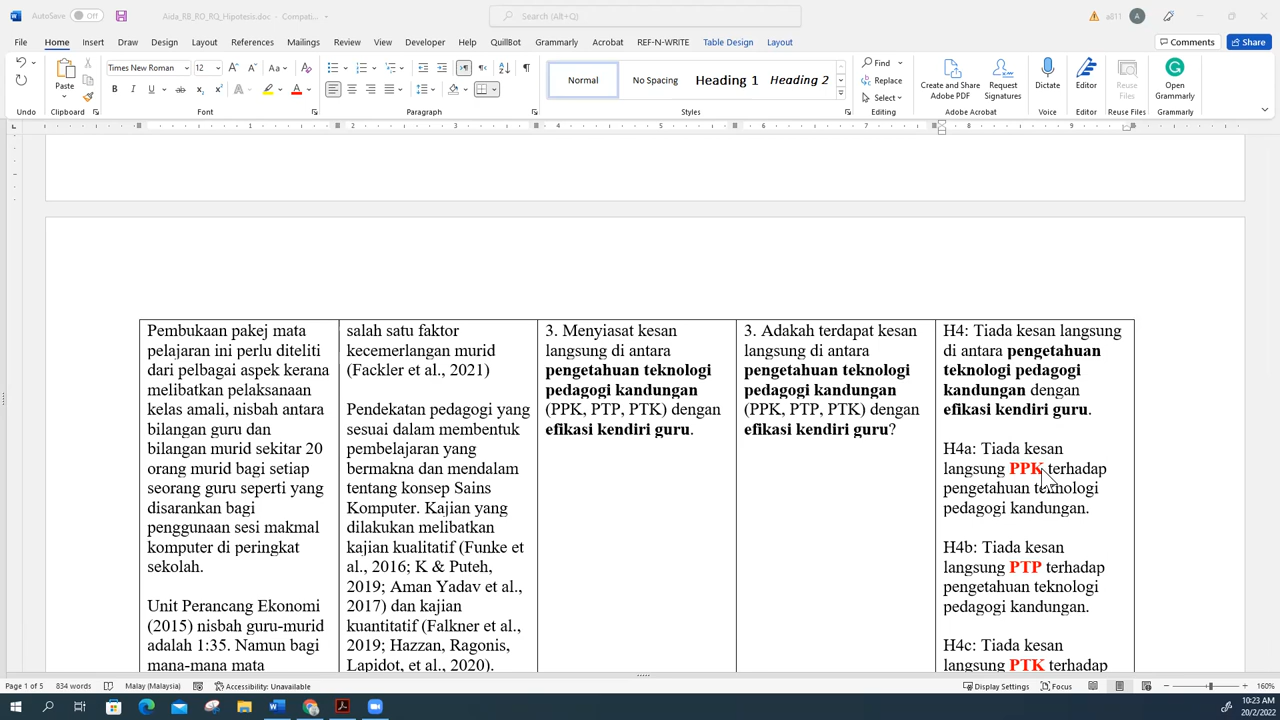 AutoSave
Off
Aida_RB_RO_RQ_Hipotesis.doc - Compati...
Search (Alt+Q)
a811
A
File
Home
Insert
Draw
Design
Layout
References
Mailings
Review
View
Developer
Help
QuillBot
Grammarly
Acrobat
REF-N-WRITE
Table Design
Layout
Comments
Share
Paste
Times New Roman
12
Normal
No Spacing
Heading 1
Heading 2
Find
Replace
Select
Create and Share
Adobe PDF
Request
Signatures
Dictate
Editor
Reuse
Files
Open
Grammarly
Undo
Clipboard
Font
Paragraph
Styles
Editing
Adobe Acrobat
Voice
Editor
Reuse Files
Grammarly
1 2 3 4 5 6 7 8 9
Pembukaan pakej mata
pelajaran ini perlu diteliti
dari pelbagai aspek kerana
melibatkan pelaksanaan
kelas amali, nisbah antara
bilangan guru dan
bilangan murid sekitar 20
orang murid bagi setiap
seorang guru seperti yang
disarankan bagi
penggunaan sesi makmal
komputer di peringkat
sekolah.
Unit Perancang Ekonomi
(2015) nisbah guru-murid
adalah 1:35. Namun bagi
mana-mana mata
salah satu faktor
kecemerlangan murid
(Fackler et al., 2021)
Pendekatan pedagogi yang
sesuai dalam membentuk
pembelajaran yang
bermakna dan mendalam
tentang konsep Sains
Komputer. Kajian yang
dilakukan melibatkan
kajian kualitatif (Funke et
al., 2016; K & Puteh,
2019; Aman Yadav et al.,
2017) dan kajian
kuantitatif (Falkner et al.,
2019; Hazzan, Ragonis,
Lapidot, et al., 2020).
3. Menyiasat kesan
langsung di antara
pengetahuan teknologi
pedagogi kandungan
(PPK, PTP, PTK) dengan
efikasi kendiri guru.
3. Adakah terdapat kesan
langsung di antara
pengetahuan teknologi
pedagogi kandungan
(PPK, PTP, PTK) dengan
efikasi kendiri guru?
H4: Tiada kesan langsung
di antara pengetahuan
teknologi pedagogi
kandungan dengan
efikasi kendiri guru.
H4a: Tiada kesan
langsung PPK terhadap
pengetahuan teknologi
pedagogi kandungan.
H4b: Tiada kesan
langsung PTP terhadap
pengetahuan teknologi
pedagogi kandungan.
H4c: Tiada kesan
langsung PTK terhadap
Page 1 of 5
834 words
Malay (Malaysia)
Accessibility: Unavailable
Display Settings
Focus
160%
10:23 AM
20/2/2022